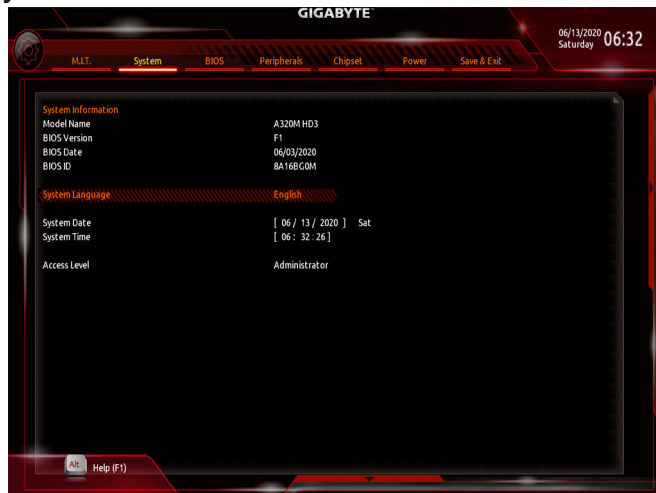 GIGABYTE
06/13/2020 Saturday 06:32
M.I.T. System BIOS Peripherals Chipset Power Save & Exit
System Information
Model Name A320M HD3
BIOS Version F1
BIOS Date 06/03/2020
BIOS ID 8A16BG0M
System Language English
System Date [ 06 / 13 / 2020 ] Sat
System Time [ 06 : 32 : 26 ]
Access Level Administrator
Alt Help (F1)